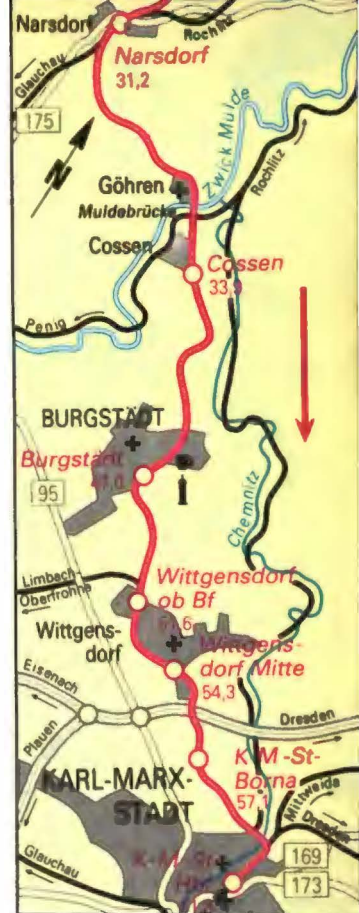 Narsdorf
Rochlitz
Glauchau
Narsdorf
31,2
175
N
Göhren
Muldebrücke
Zwick Mulde
Rochlitz
Cossen
Cossen
Penig
BURGSTÄDT
Burgstädt
95
Chemnitz
Limbach-
Oberfrohna
Wittgensdorf
ob Bf
Wittgens-
dorf
Wittgens-
dorf Mitte
54,3
Eisenach
Plauen
Dresden
K-M-St-
Borna
57,1
KARL-MARX-
STADT
Mittweida
Dresden
Glauchau
K-M-St
Hbf
169
173